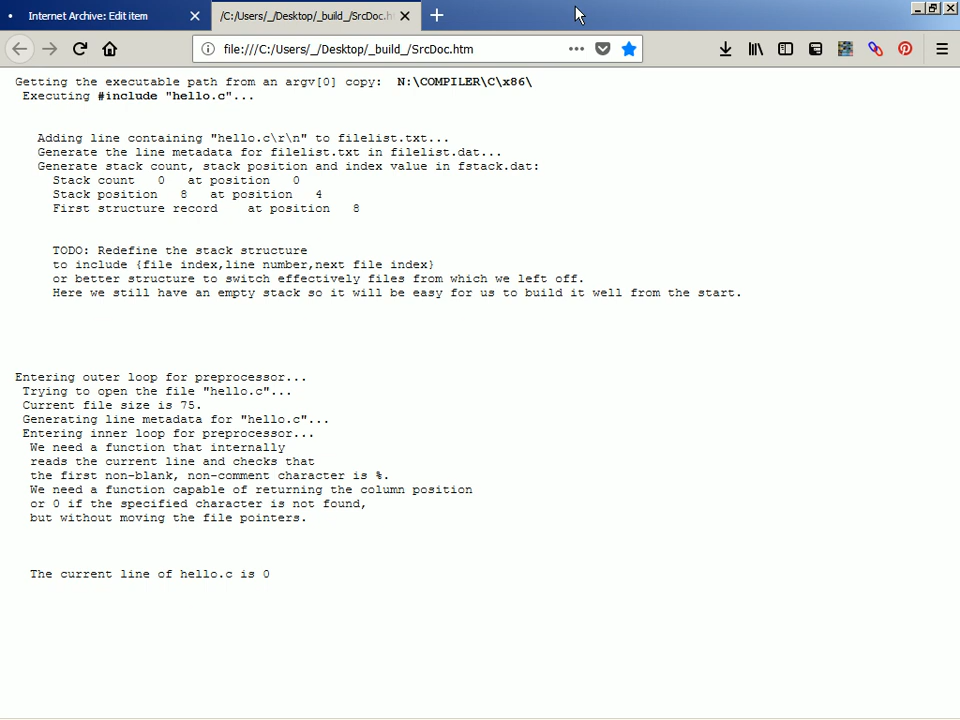 Internet Archive: Edit item
/C:/Users/_/Desktop/_build_/SrcDoc.h
file:///C:/Users/_/Desktop/_build_/SrcDoc.htm
Getting the executable path from an argv[0] copy:  N:\COMPILER\C\x86\
Executing #include "hello.c"...
Adding line containing "hello.c\r\n" to filelist.txt...
Generate the line metadata for filelist.txt in filelist.dat...
Generate stack count, stack position and index value in fstack.dat:
Stack count   0   at position   0
Stack position   8   at position   4
First structure record    at position   8
TODO: Redefine the stack structure
to include {file index,line number,next file index}
or better structure to switch effectively files from which we left off.
Here we still have an empty stack so it will be easy for us to build it well from the start.
Entering outer loop for preprocessor...
Trying to open the file "hello.c"...
Current file size is 75.
Generating line metadata for "hello.c"...
Entering inner loop for preprocessor...
We need a function that internally
reads the current line and checks that
the first non-blank, non-comment character is %.
We need a function capable of returning the column position
or 0 if the specified character is not found,
but without moving the file pointers.
The current line of hello.c is 0